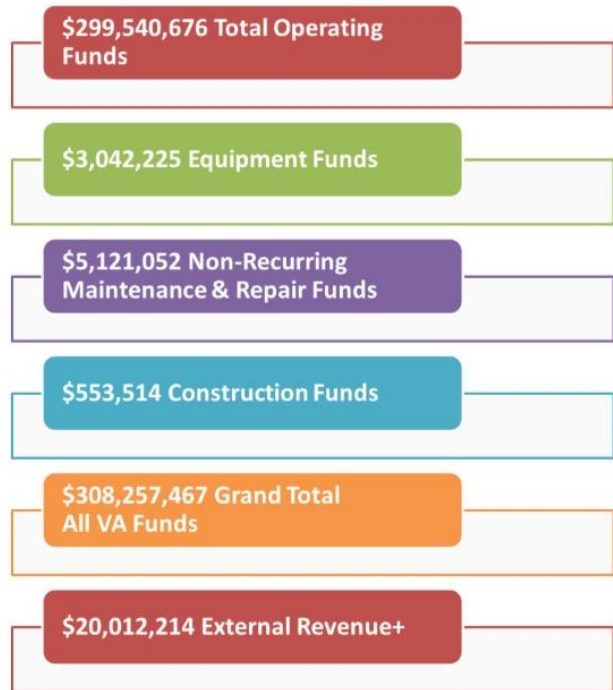 $299,540,676 Total Operating
Funds
$3,042,225 Equipment Funds
$5,121,052 Non-Recurring
Maintenance & Repair Funds
$553,514 Construction Funds
$308,257,467 Grand Total
All VA Funds
$20,012,214 External Revenue+